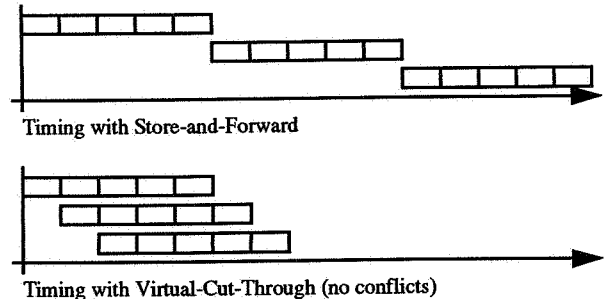 Timing with Store-and-Forward
Timing with Virtual-Cut-Through (no conflicts)